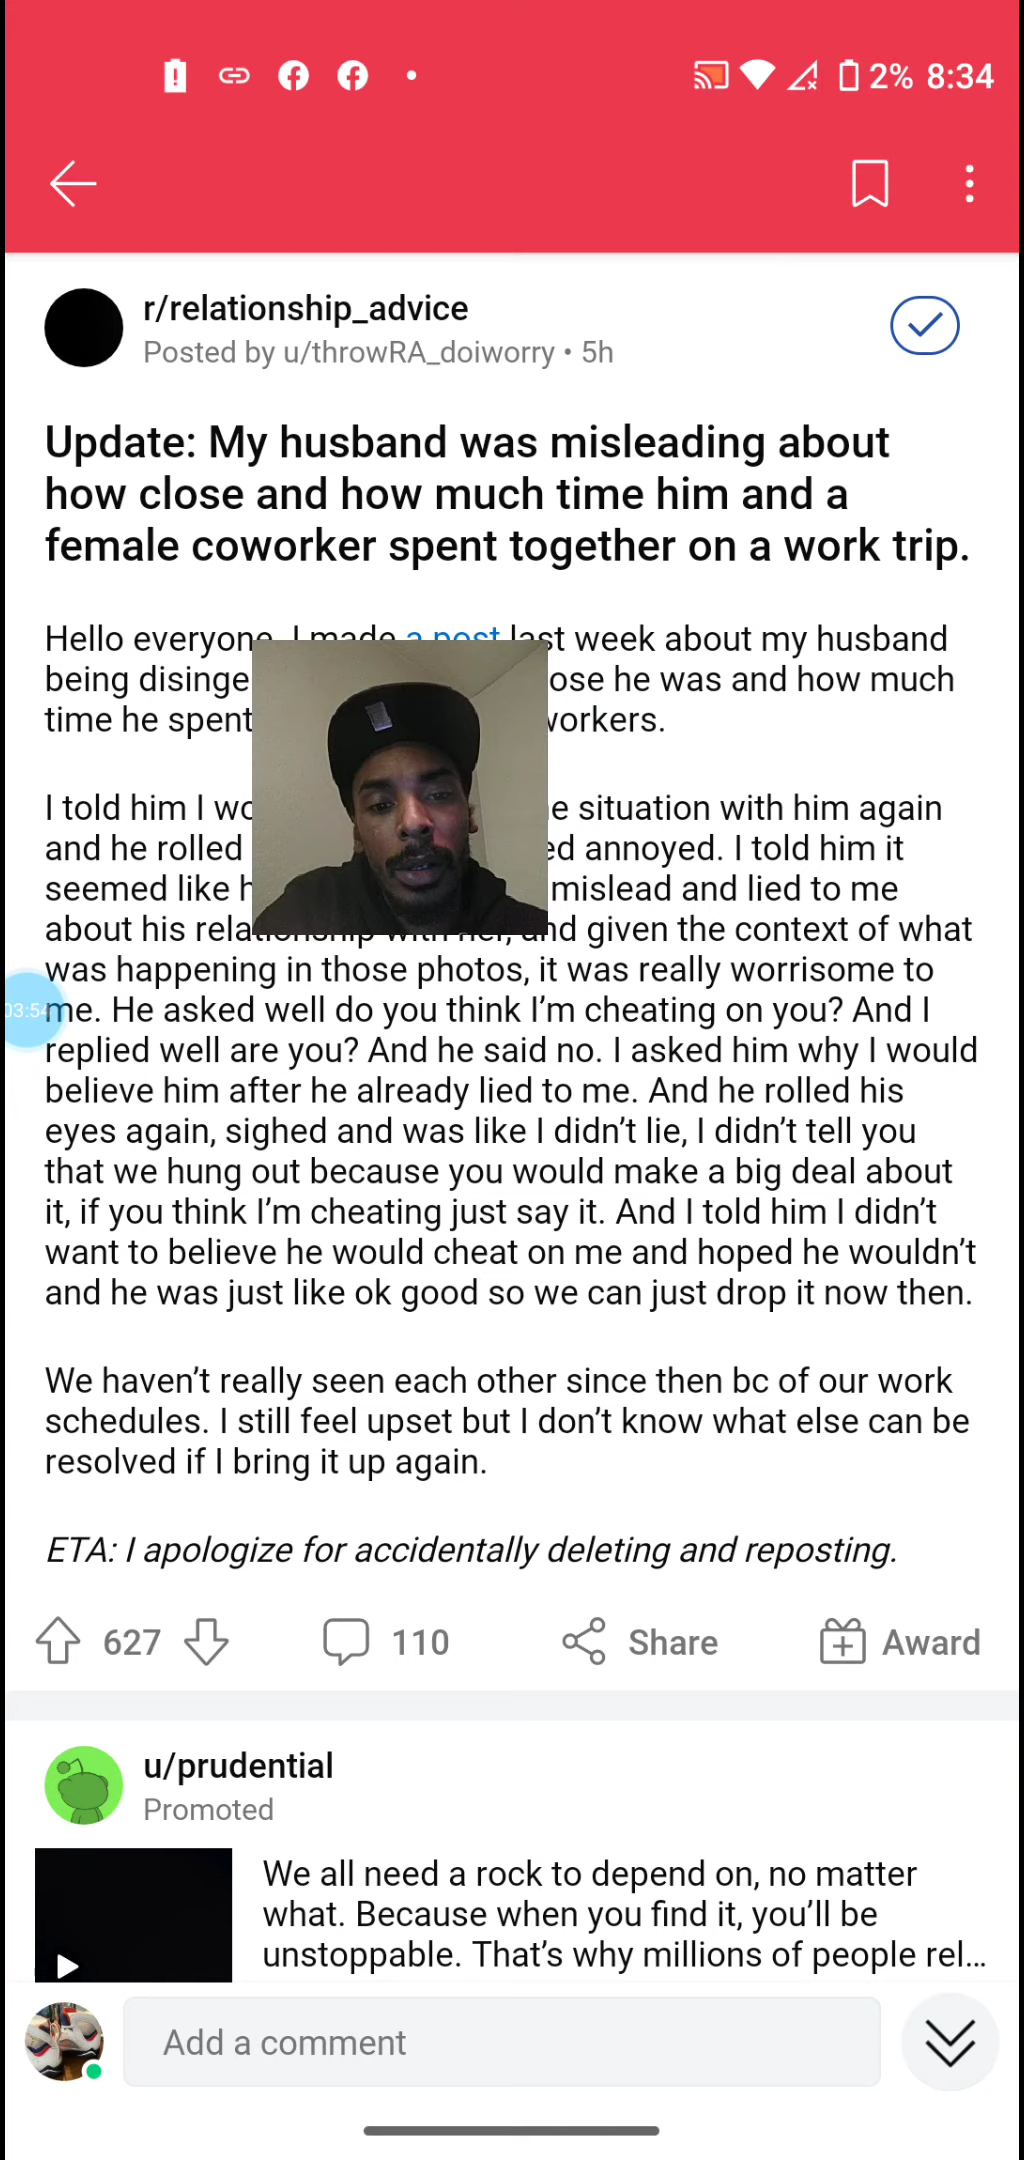 2% 8:34
r/relationship_advice
Posted by u/throwRA_doiworry • 5h
Update: My husband was misleading about
how close and how much time him and a
female coworker spent together on a work trip.
Hello everyone, I made a post last week about my husband
being disinge ose he was and how much
time he spent workers.
I told him I wo e situation with him again
and he rolled ed annoyed. I told him it
seemed like h mislead and lied to me
about his relationship with her, and given the context of what
was happening in those photos, it was really worrisome to
03:54
me. He asked well do you think I’m cheating on you? And I
replied well are you? And he said no. I asked him why I would
believe him after he already lied to me. And he rolled his
eyes again, sighed and was like I didn’t lie, I didn’t tell you
that we hung out because you would make a big deal about
it, if you think I’m cheating just say it. And I told him I didn’t
want to believe he would cheat on me and hoped he wouldn’t
and he was just like ok good so we can just drop it now then.
We haven’t really seen each other since then bc of our work
schedules. I still feel upset but I don’t know what else can be
resolved if I bring it up again.
ETA: I apologize for accidentally deleting and reposting.
627 110 Share Award
u/prudential
Promoted
We all need a rock to depend on, no matter
what. Because when you find it, you’ll be
unstoppable. That’s why millions of people rel...
Add a comment